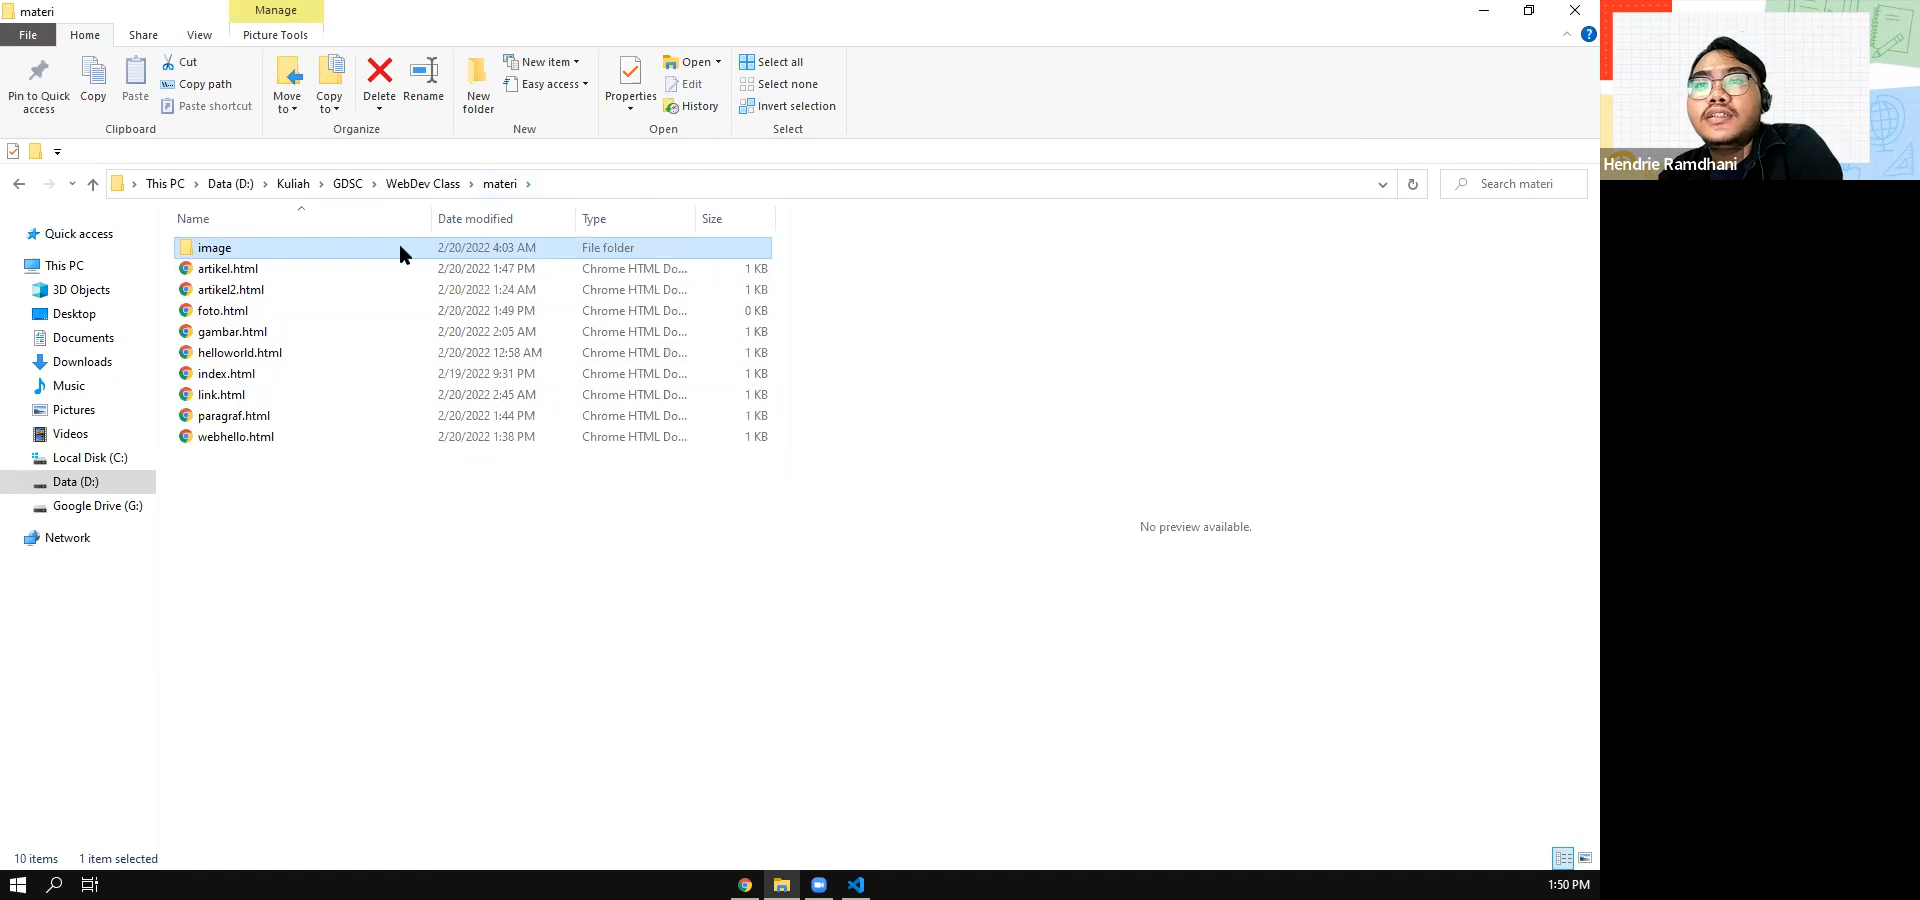 materi
Manage
File
Home
Share
View
Picture Tools
Pin to Quick access
Copy
Paste
Cut
Copy path
Paste shortcut
Clipboard
Move to
Copy to
Delete
Rename
Organize
New folder
New item
Easy access
New
Properties
Open
Edit
History
Open
Select all
Select none
Invert selection
Select
This PC
Data (D:)
Kuliah
GDSC
WebDev Class
materi
Search materi
Name Date modified Type Size
image 2/20/2022 4:03 AM File folder
artikel.html 2/20/2022 1:47 PM Chrome HTML Do... 1 KB
artikel2.html 2/20/2022 1:24 AM Chrome HTML Do... 1 KB
foto.html 2/20/2022 1:49 PM Chrome HTML Do... 0 KB
gambar.html 2/20/2022 2:05 AM Chrome HTML Do... 1 KB
helloworld.html 2/20/2022 12:58 AM Chrome HTML Do... 1 KB
index.html 2/19/2022 9:31 PM Chrome HTML Do... 1 KB
link.html 2/20/2022 2:45 AM Chrome HTML Do... 1 KB
paragraf.html 2/20/2022 1:44 PM Chrome HTML Do... 1 KB
webhello.html 2/20/2022 1:38 PM Chrome HTML Do... 1 KB
Quick access
This PC
3D Objects
Desktop
Documents
Downloads
Music
Pictures
Videos
Local Disk (C:)
Data (D:)
Google Drive (G:)
Network
No preview available.
10 items
1 item selected
1:50 PM
Hendrie Ramdhani